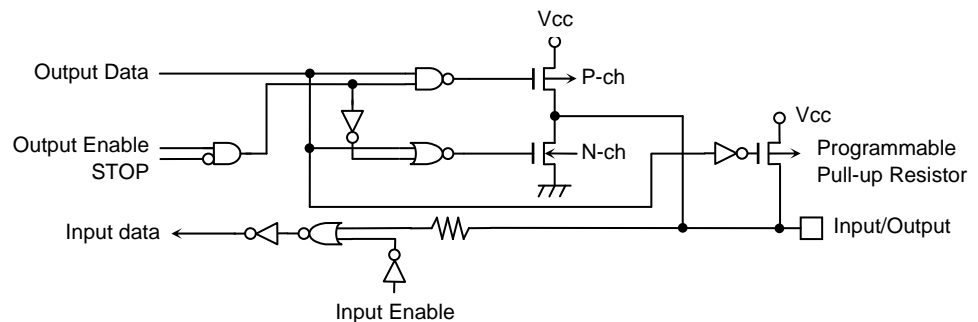 Vcc
Output Data
P-ch
Vcc
Output Enable
STOP
N-ch
Programmable
Pull-up Resistor
Input data
Input/Output
Input Enable